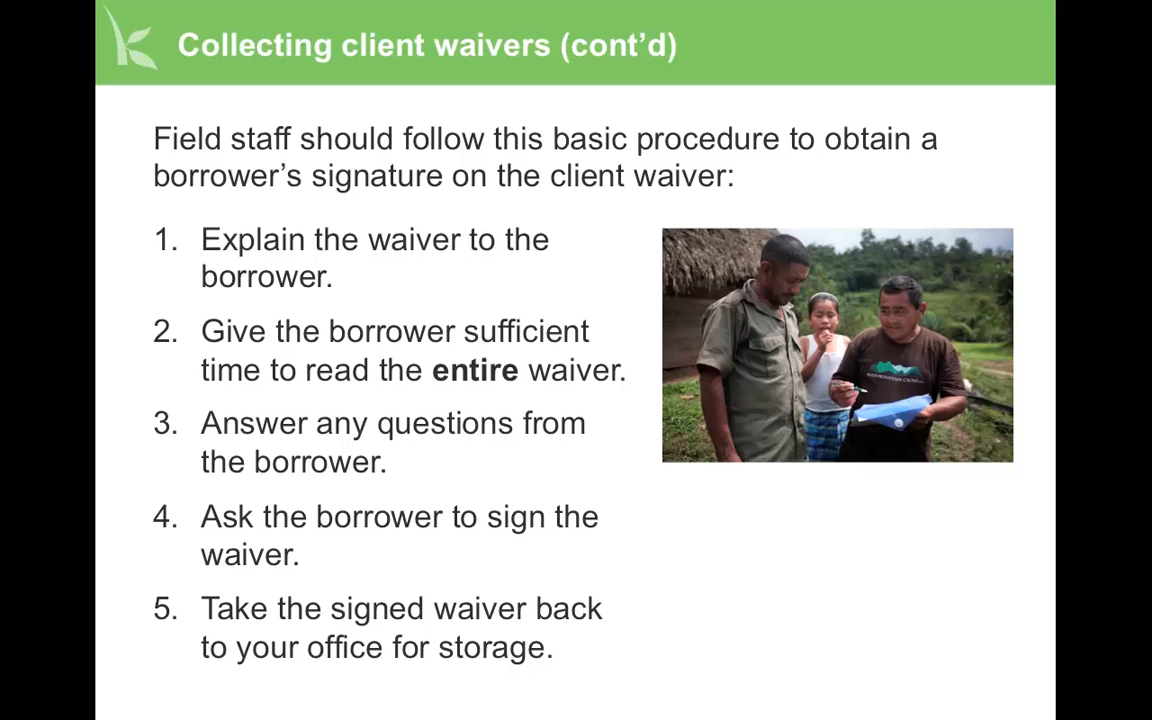 Collecting client waivers (cont’d)
Field staff should follow this basic procedure to obtain a
borrower’s signature on the client waiver:
1. Explain the waiver to the
borrower.
2. Give the borrower sufficient
time to read the entire waiver.
3. Answer any questions from
the borrower.
4. Ask the borrower to sign the
waiver.
5. Take the signed waiver back
to your office for storage.